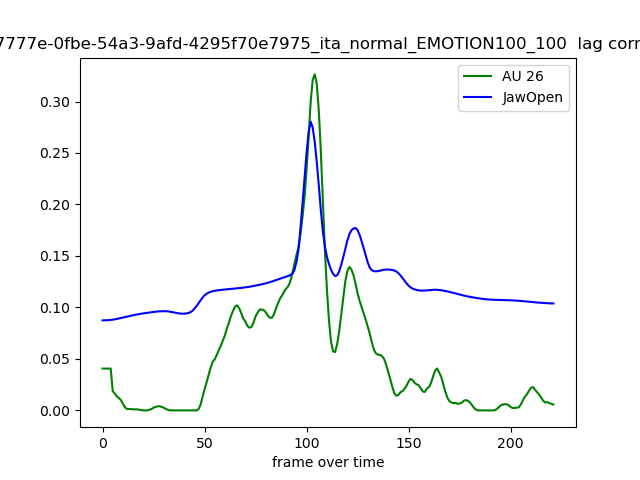 7777e-0fbe-54a3-9afd-4295f70e7975_ita_normal_EMOTION100_100 lag corr
AU 26
JawOpen
0.30
0.25
0.20
0.15
0.10
0.05
0.00
0 50 100 150 200
frame over time